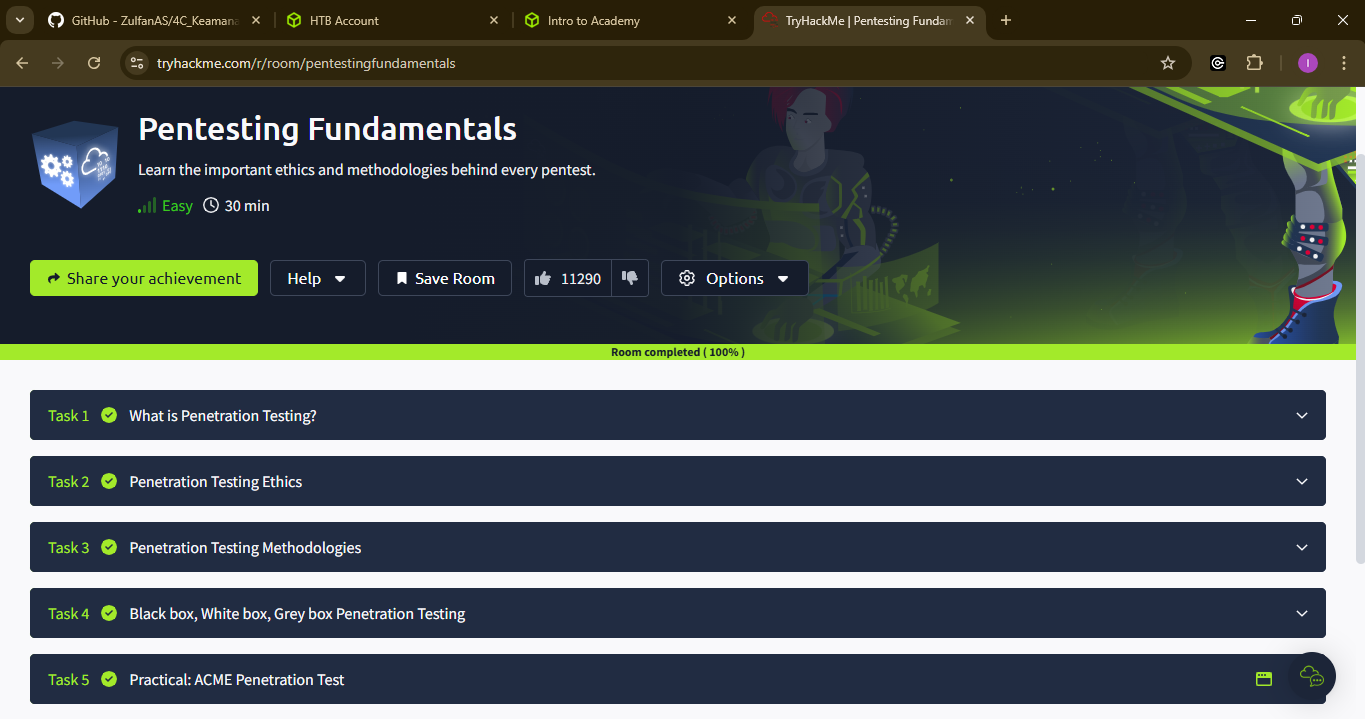 GitHub - ZulfanAS/4C_Keamana
HTB Account
Intro to Academy
TryHackMe | Pentesting Fundam
tryhackme.com/r/room/pentestingfundamentals
I
Pentesting Fundamentals
Learn the important ethics and methodologies behind every pentest.
Easy 30 min
Share your achievement Help Save Room 11290 Options
Room completed ( 100% )
Task 1 What is Penetration Testing?
Task 2 Penetration Testing Ethics
Task 3 Penetration Testing Methodologies
Task 4 Black box, White box, Grey box Penetration Testing
Task 5 Practical: ACME Penetration Test